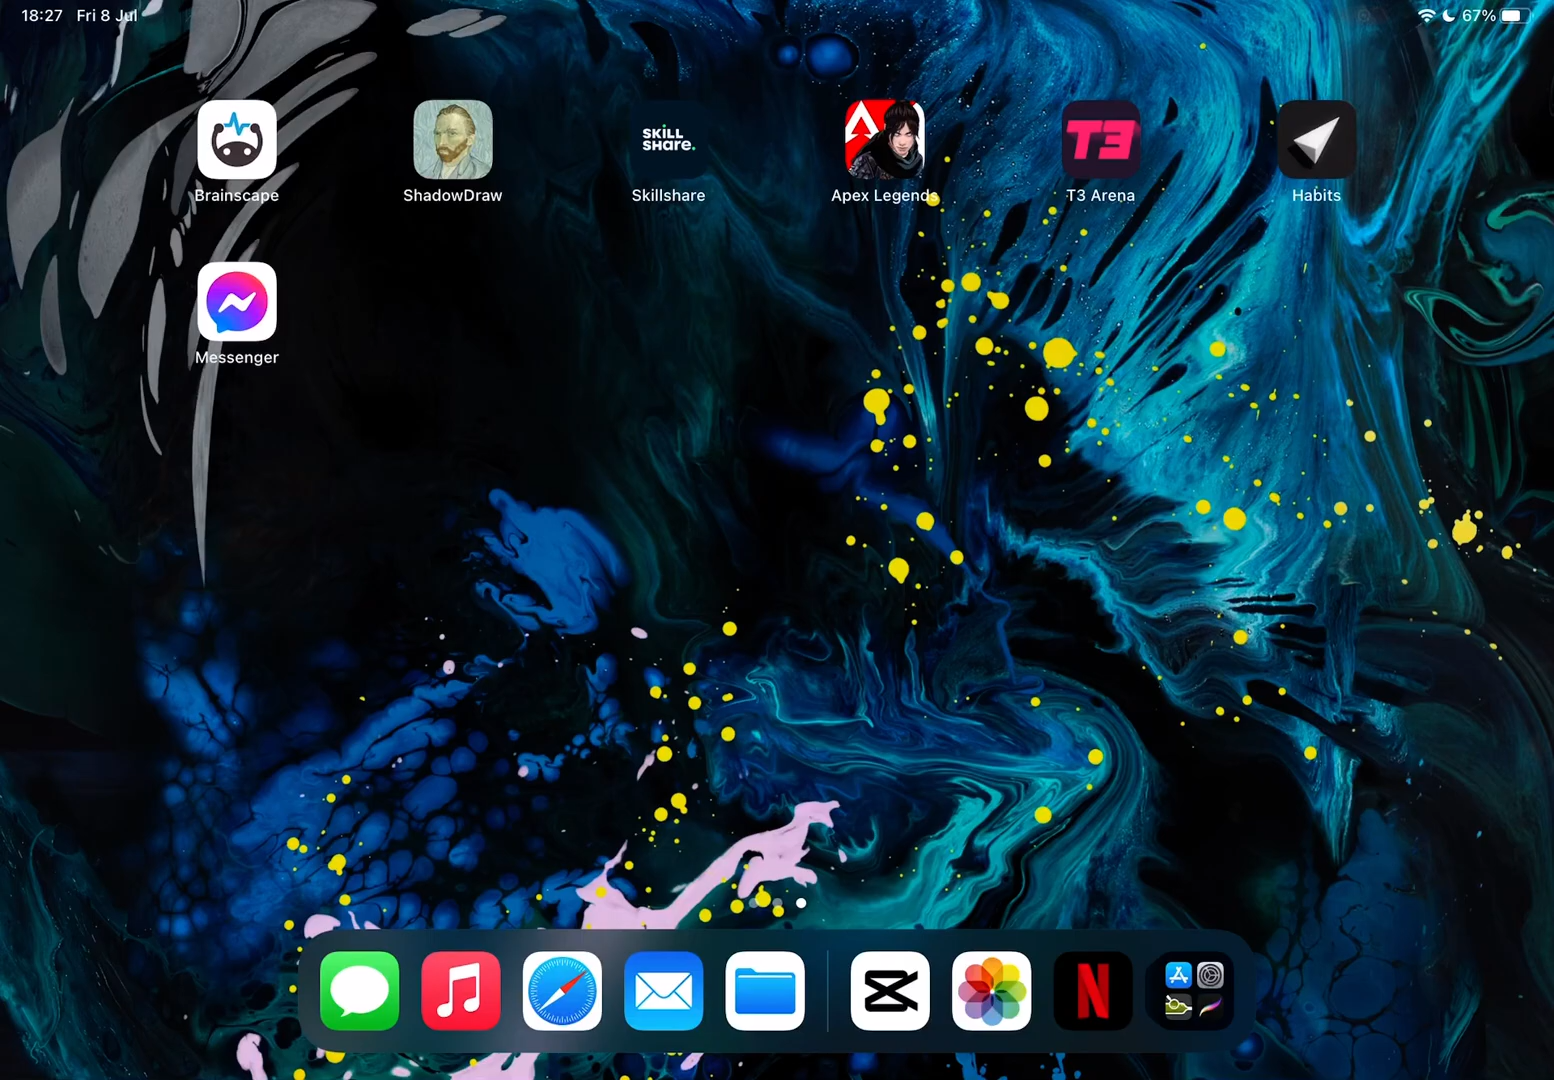 18:27 Fri 8 Jul
67%
SKiLL
SHare.
T3
Brainscape
ShadowDraw
Skillshare
Apex Legends
T3 Arena
Habits
Messenger
N